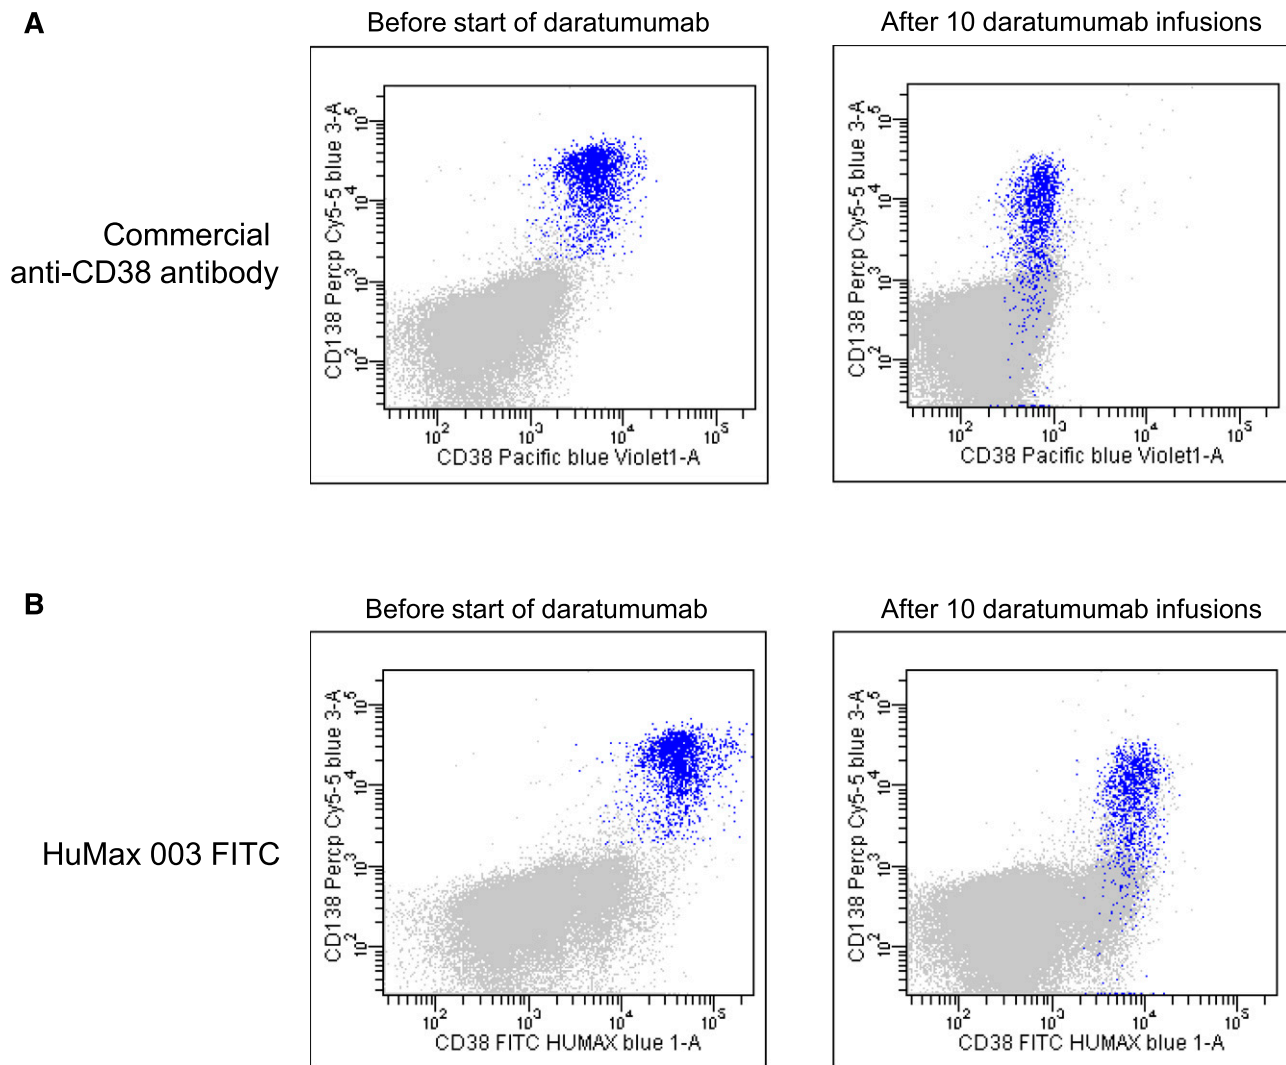 A
Before start of daratumumab
After 10 daratumumab infusions
Commercial
anti-CD38 antibody
CD138 Percp Cy5-5 blue 3-A
10^2 10^3 10^4 10^5
10^2 10^3 10^4 10^5
CD38 Pacific blue Violet1-A
CD138 Percp Cy5-5 blue 3-A
10^2 10^3 10^4 10^5
10^2 10^3 10^4 10^5
CD38 Pacific blue Violet1-A
B
Before start of daratumumab
After 10 daratumumab infusions
HuMax 003 FITC
CD138 Percp Cy5-5 blue 3-A
10^2 10^3 10^4 10^5
10^2 10^3 10^4 10^5
CD38 FITC HUMAX blue 1-A
CD138 Percp Cy5-5 blue 3-A
10^2 10^3 10^4 10^5
10^2 10^3 10^4 10^5
CD38 FITC HUMAX blue 1-A